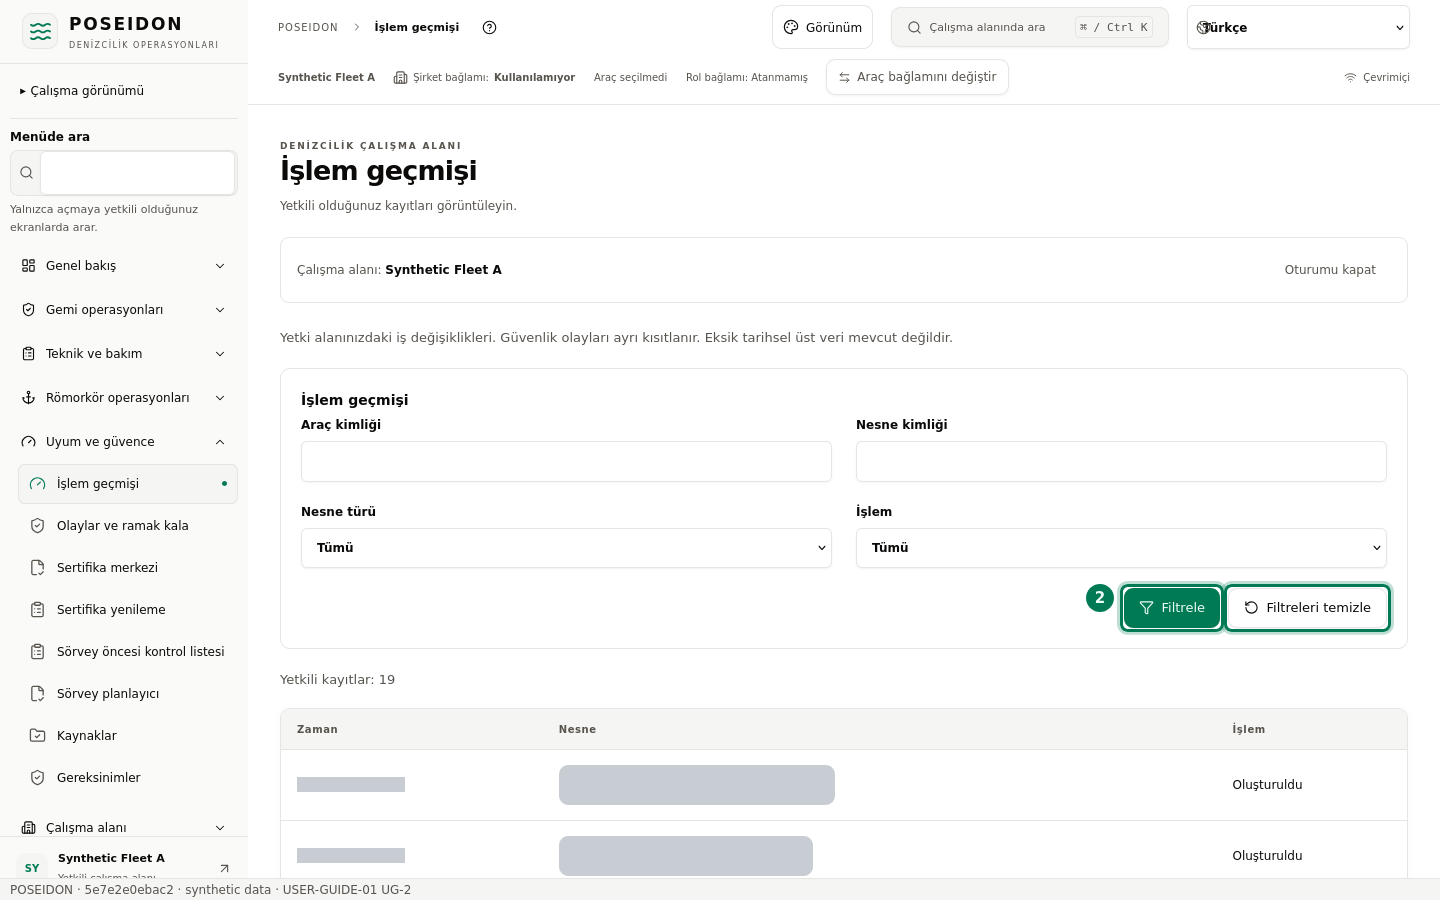 POSEIDON
DENİZCİLİK OPERASYONLARI
Çalışma görünümü
Menüde ara
Yalnızca açmaya yetkili olduğunuz
ekranlarda arar.
Genel bakış
Gemi operasyonları
Teknik ve bakım
Römorkör operasyonları
Uyum ve güvence
İşlem geçmişi
Olaylar ve ramak kala
Sertifika merkezi
Sertifika yenileme
Sörvey öncesi kontrol listesi
Sörvey planlayıcı
Kaynaklar
Gereksinimler
Çalışma alanı
SY
Synthetic Fleet A
Yetkili çalışma alanı
POSEIDON
İşlem geçmişi
Görünüm
Çalışma alanında ara
⌘ / Ctrl K
Türkçe
Synthetic Fleet A
Şirket bağlamı: Kullanılamıyor
Araç seçilmedi
Rol bağlamı: Atanmamış
Araç bağlamını değiştir
Çevrimiçi
DENİZCİLİK ÇALIŞMA ALANI
İşlem geçmişi
Yetkili olduğunuz kayıtları görüntüleyin.
Çalışma alanı: Synthetic Fleet A
Oturumu kapat
Yetki alanınızdaki iş değişiklikleri. Güvenlik olayları ayrı kısıtlanır. Eksik tarihsel üst veri mevcut değildir.
İşlem geçmişi
Araç kimliği
Nesne kimliği
Nesne türü
İşlem
Tümü
Tümü
2
Filtrele
Filtreleri temizle
Yetkili kayıtlar: 19
Zaman
Nesne
İşlem
Oluşturuldu
Oluşturuldu
POSEIDON · 5e7e2e0ebac2 · synthetic data · USER-GUIDE-01 UG-2